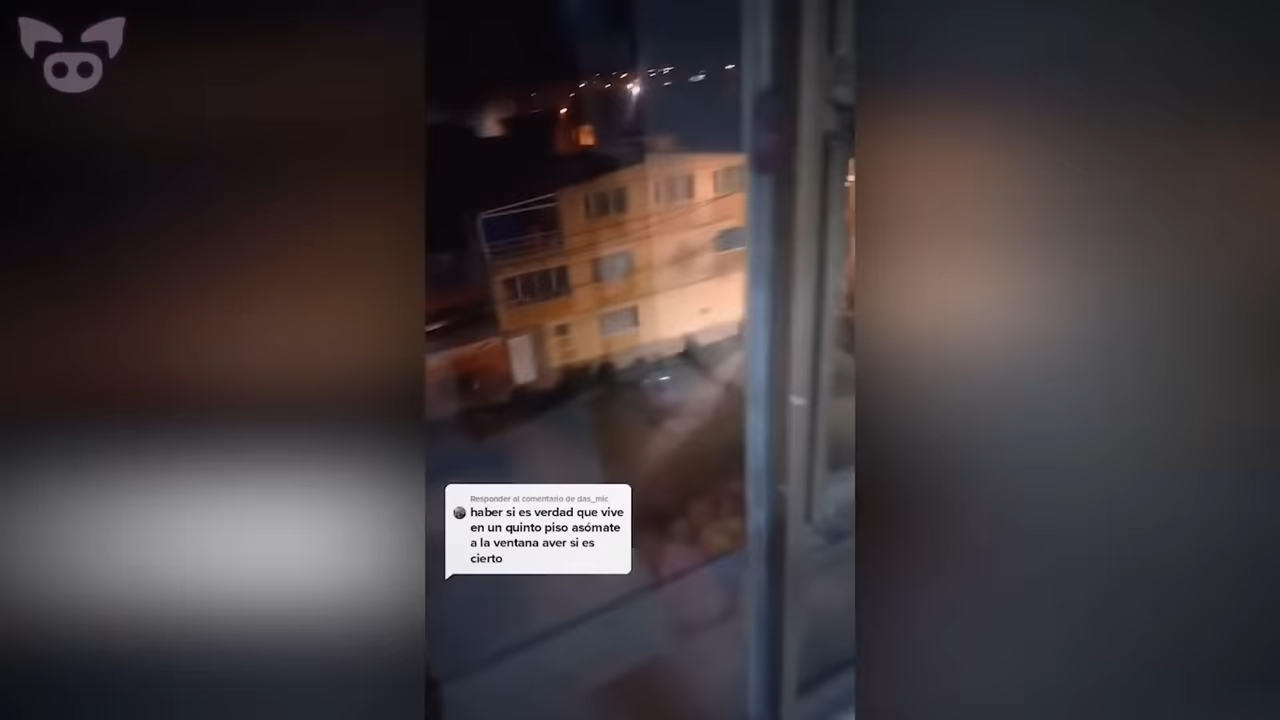 Responder al comentario de das_mic
haber si es verdad que vive
en un quinto piso asómate
a la ventana aver si es
cierto